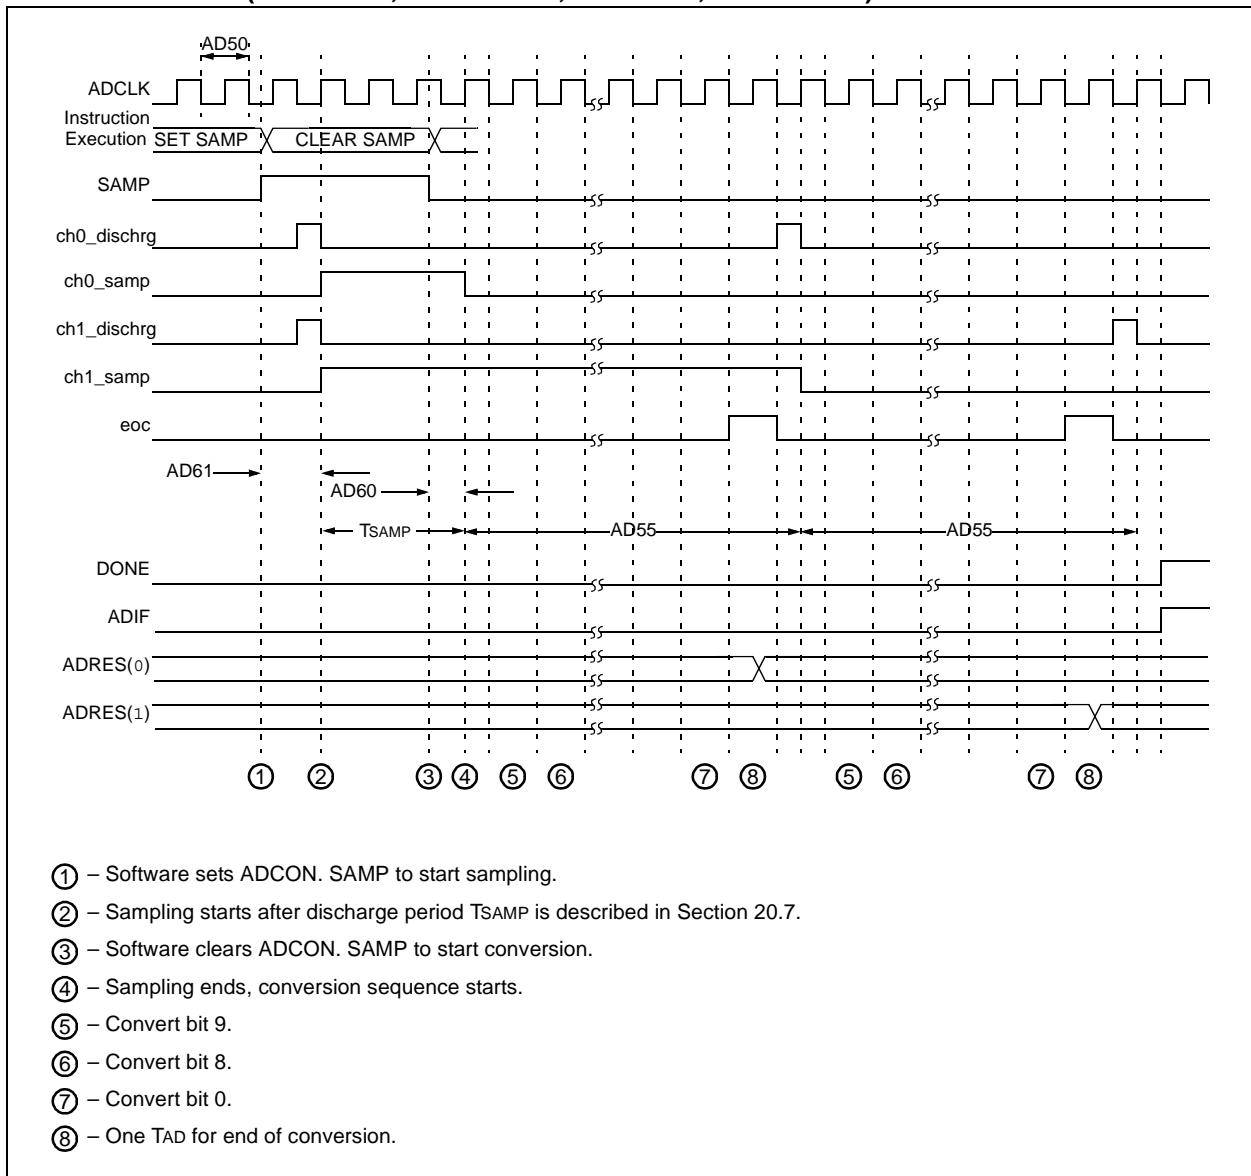 AD50
ADCLK
Instruction
Execution SET SAMP CLEAR SAMP
SAMP
ch0_dischrg
ch0_samp
ch1_dischrg
ch1_samp
eoc
AD61
AD60
TSAMP AD55 AD55
DONE
ADIF
ADRES(0)
ADRES(1)
1 2 3 4 5 6 7 8 5 6 7 8
1 – Software sets ADCON. SAMP to start sampling.
2 – Sampling starts after discharge period TSAMP is described in Section 20.7.
3 – Software clears ADCON. SAMP to start conversion.
4 – Sampling ends, conversion sequence starts.
5 – Convert bit 9.
6 – Convert bit 8.
7 – Convert bit 0.
8 – One TAD for end of conversion.